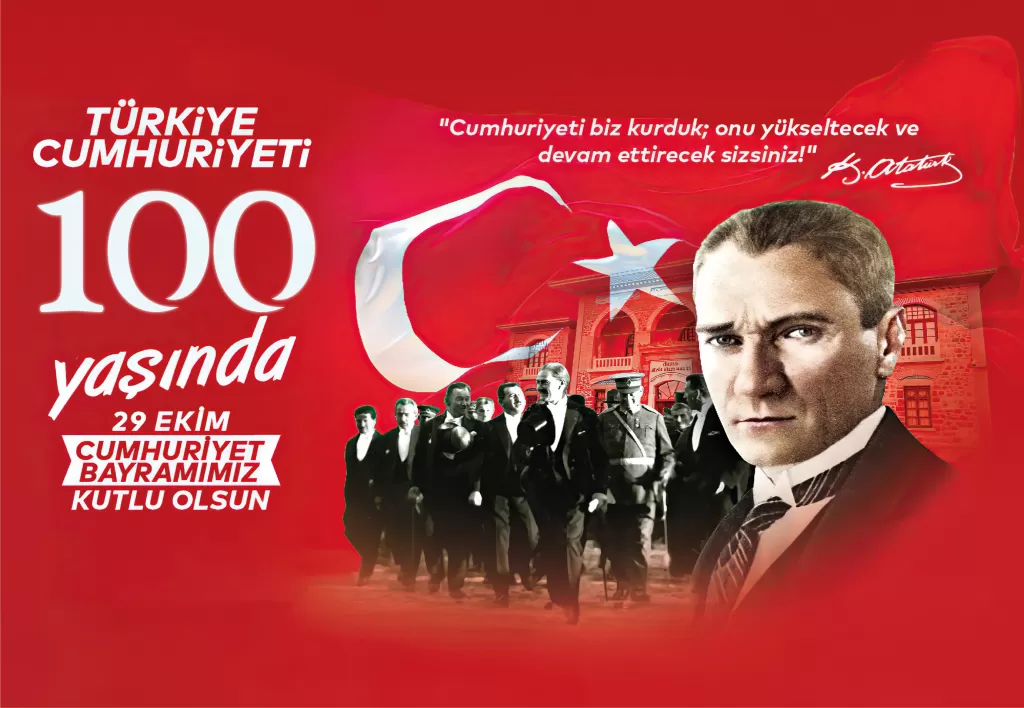 TÜRKİYE
CUMHURİYETİ
100
yaşında
29 EKİM
CUMHURİYET
BAYRAMIMIZ
KUTLU OLSUN
"Cumhuriyeti biz kurduk; onu yükseltecek ve
devam ettirecek sizsiniz!"
K. Atatürk